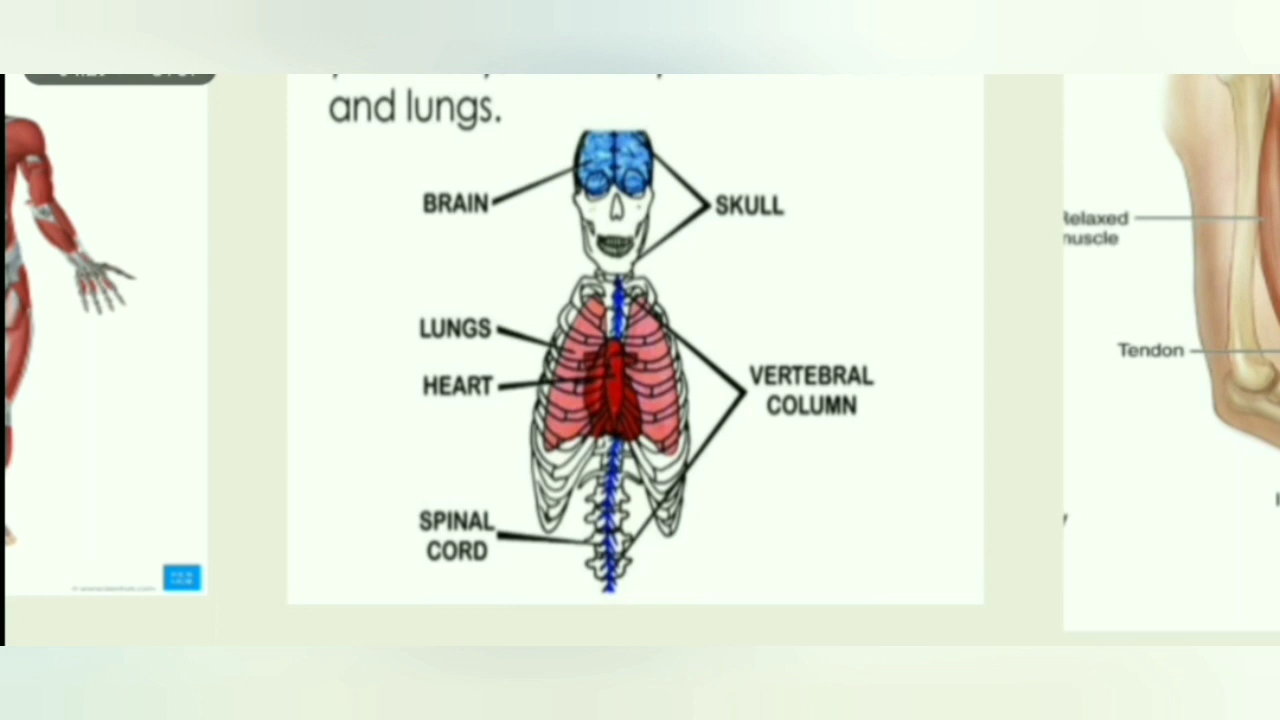 and lungs.
BRAIN
SKULL
LUNGS
HEART
VERTEBRAL
COLUMN
SPINAL
CORD
Relaxed
muscle
Tendon